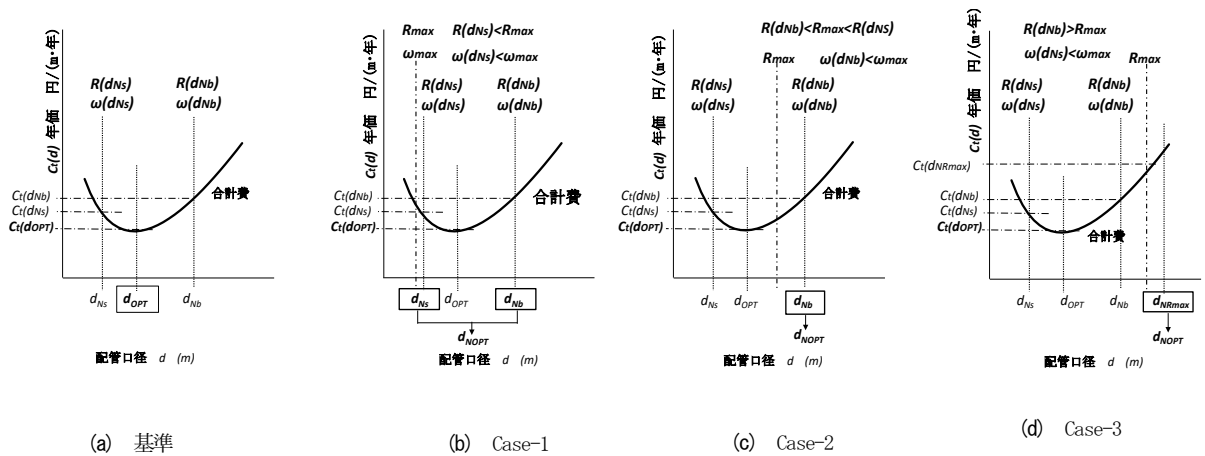 Ct(d) 年価 円/(m・年)
R(dNs)
ω(dNs)
R(dNb)
ω(dNb)
Ct(dNb)
Ct(dNs)
Ct(dOPT)
合計費
dNs
dOPT
dNb
配管口径 d (m)
(a) 基準
Ct(d) 年価 円/(m・年)
Rmax R(dNs)<Rmax
ωmax ω(dNs)<ωmax
R(dNs)
ω(dNs)
R(dNb)
ω(dNb)
Ct(dNb)
Ct(dNs)
Ct(dOPT)
合計費
dNs
dOPT
dNb
dNOPT
配管口径 d (m)
(b) Case-1
Ct(d) 年価 円/(m・年)
R(dNb)<Rmax<R(dNS)
Rmax ω(dNb)<ωmax
R(dNs)
ω(dNs)
R(dNb)
ω(dNb)
Ct(dNb)
Ct(dNs)
Ct(dOPT)
合計費
dNs
dOPT
dNb
dNOPT
配管口径 d (m)
(c) Case-2
Ct(d) 年価 円/(m・年)
R(dNb)>Rmax
ω(dNs)<ωmax Rmax
R(dNs)
ω(dNs)
R(dNb)
ω(dNb)
Ct(dNRmax)
Ct(dNb)
Ct(dNs)
Ct(dOPT)
合計費
dNs
dOPT
dNb
dNRmax
dNOPT
配管口径 d (m)
(d) Case-3